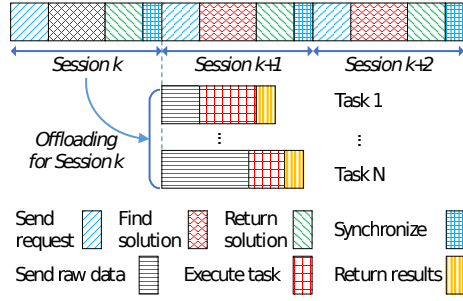 Session k
Session k+1
Session k+2
Task 1
Offloading
for Session k
...
...
Task N
Send
request
Find
solution
Return
solution
Synchronize
Send raw data
Execute task
Return results